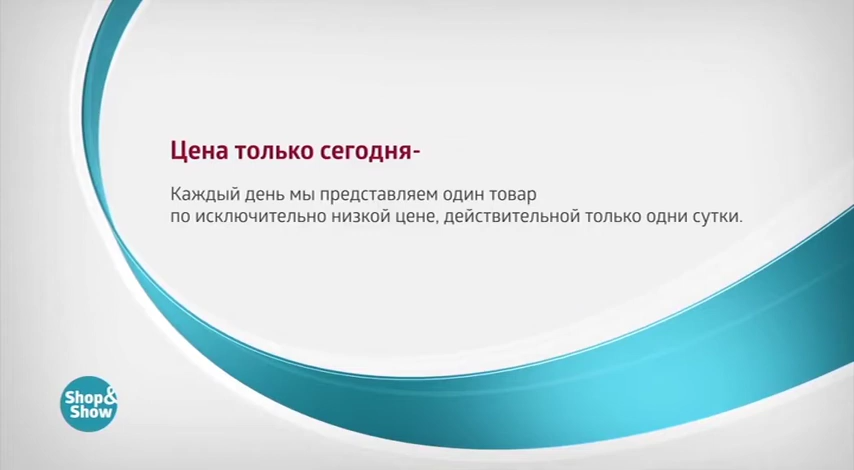 Цена только сегодня-
Каждый день мы представляем один товар
по исключительно низкой цене, действительной только одни сутки.
Shop&
Show